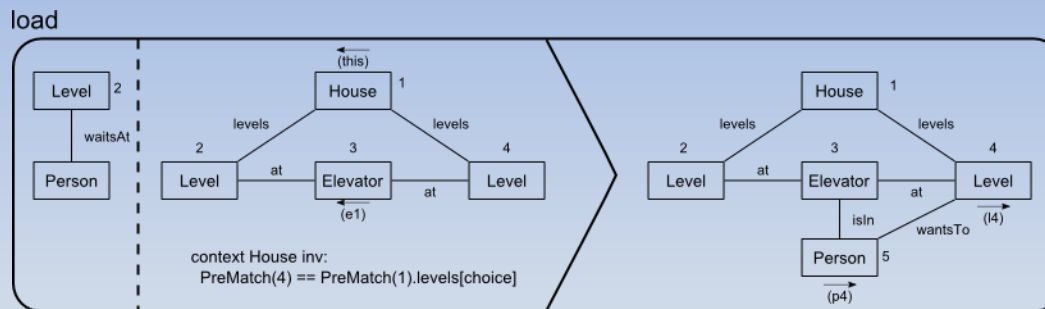 load
Level 2
waitsAt
Person
(this)
House 1
levels levels
2 3 4
Level at Elevator at Level
(e1)
context House inv:
PreMatch(4) == PreMatch(1).levels[choice]
House 1
levels levels
2 3 4
Level at Elevator at Level
(l4)
isIn wantsTo
Person 5
(p4)